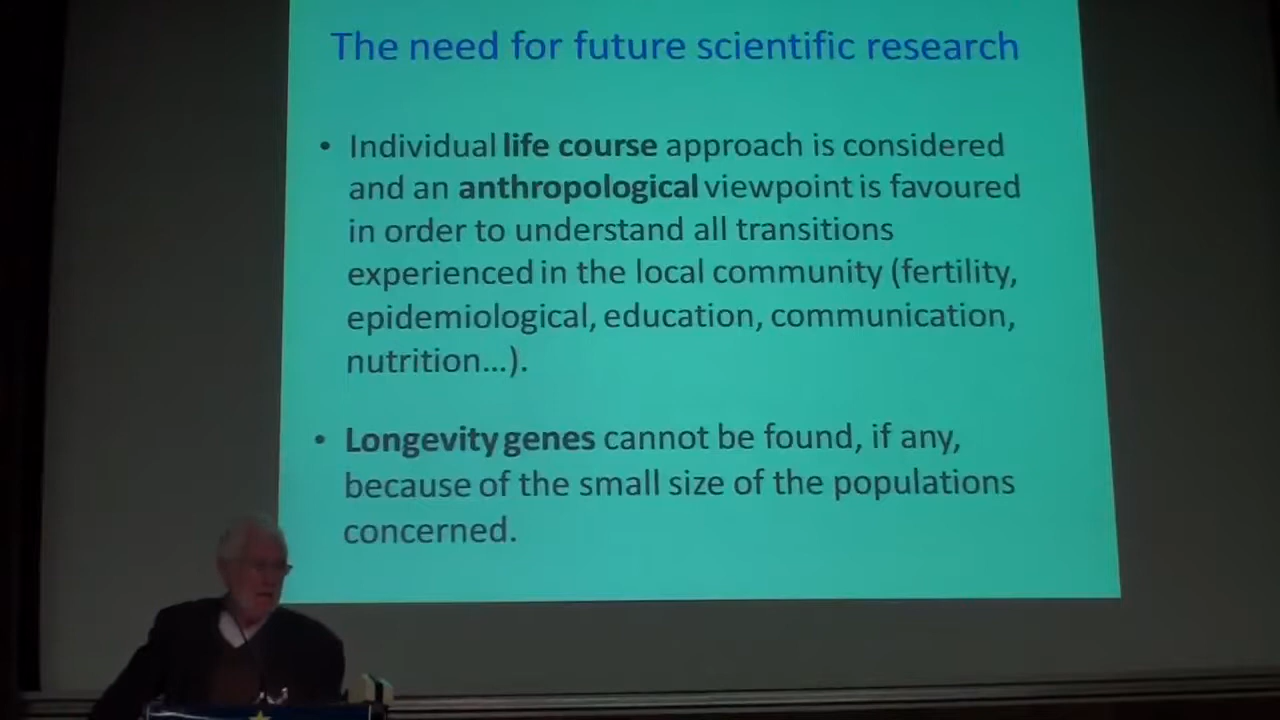 The need for future scientific research
• Individual life course approach is considered
and an anthropological viewpoint is favoured
in order to understand all transitions
experienced in the local community (fertility,
epidemiological, education, communication,
nutrition...).
• Longevity genes cannot be found, if any,
because of the small size of the populations
concerned.